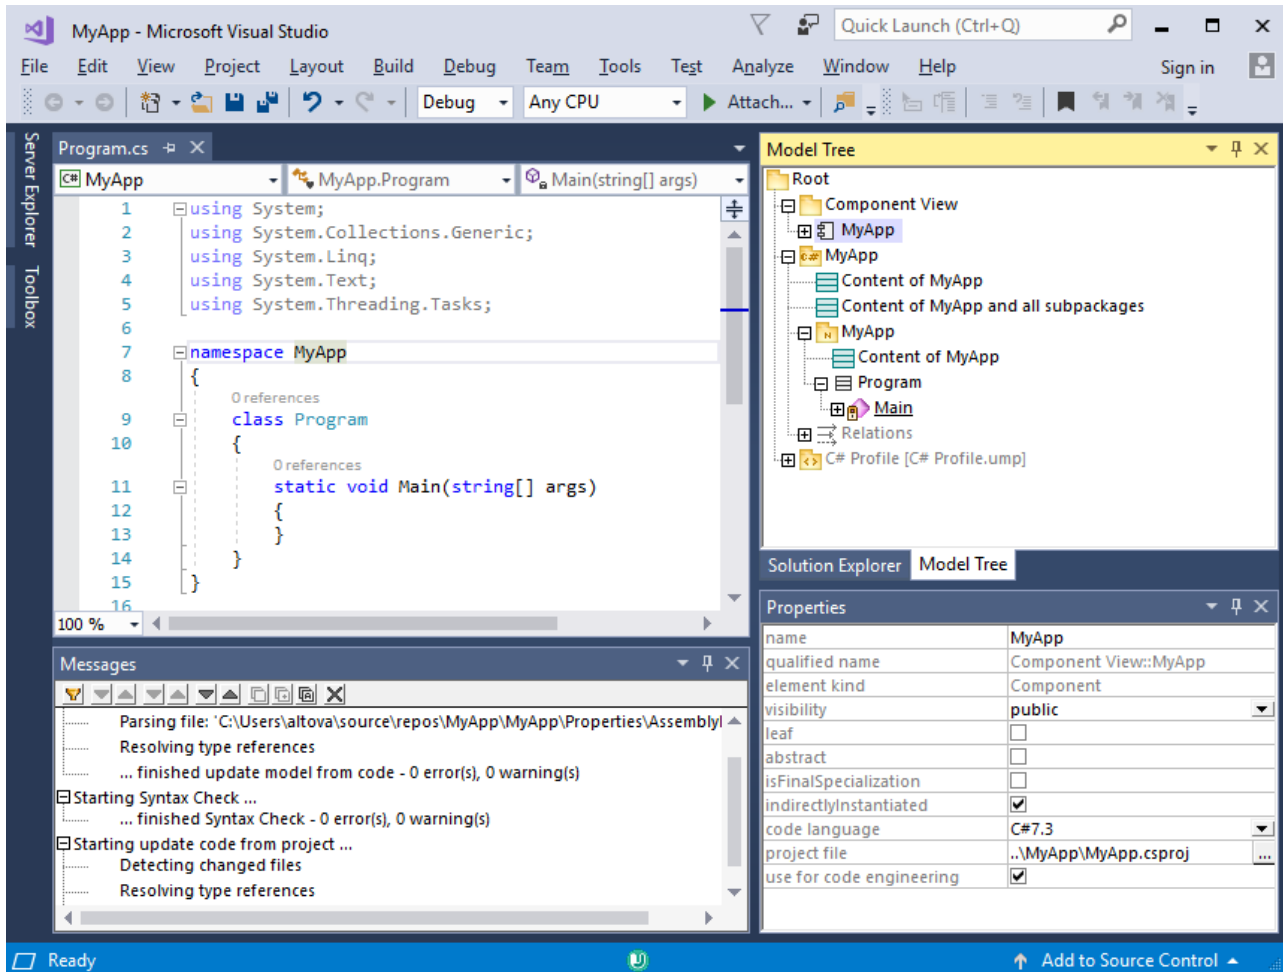 MyApp - Microsoft Visual Studio
Quick Launch (Ctrl+Q)
File Edit View Project Layout Build Debug Team Tools Test Analyze Window Help Sign in
Debug Any CPU Attach...
Server Explorer
Toolbox
Program.cs
C# MyApp MyApp.Program Main(string[] args)
1 using System;
2 using System.Collections.Generic;
3 using System.Linq;
4 using System.Text;
5 using System.Threading.Tasks;
6
7 namespace MyApp
8 {
0 references
9 class Program
10 {
0 references
11 static void Main(string[] args)
12 {
13 }
14 }
15 }
16
100 %
Messages
Parsing file: 'C:\Users\altova\source\repos\MyApp\MyApp\Properties\Assembly
Resolving type references
... finished update model from code - 0 error(s), 0 warning(s)
Starting Syntax Check ...
... finished Syntax Check - 0 error(s), 0 warning(s)
Starting update code from project ...
Detecting changed files
Resolving type references
Model Tree
Root
Component View
MyApp
C# MyApp
Content of MyApp
Content of MyApp and all subpackages
N MyApp
Content of MyApp
Program
Main
Relations
C# Profile [C# Profile.ump]
Solution Explorer Model Tree
Properties
name MyApp
qualified name Component View::MyApp
element kind Component
visibility public
leaf
abstract
isFinalSpecialization
indirectlyInstantiated
code language C#7.3
project file ..\MyApp\MyApp.csproj ...
use for code engineering
Ready
U
Add to Source Control